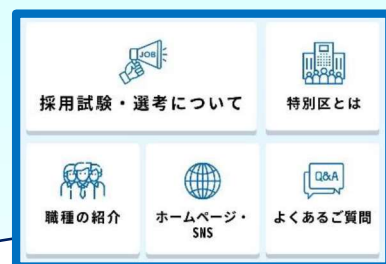 JOB
採用試験・選考について
特別区とは
職種の紹介
ホームページ・
SNS
Q&A
よくあるご質問